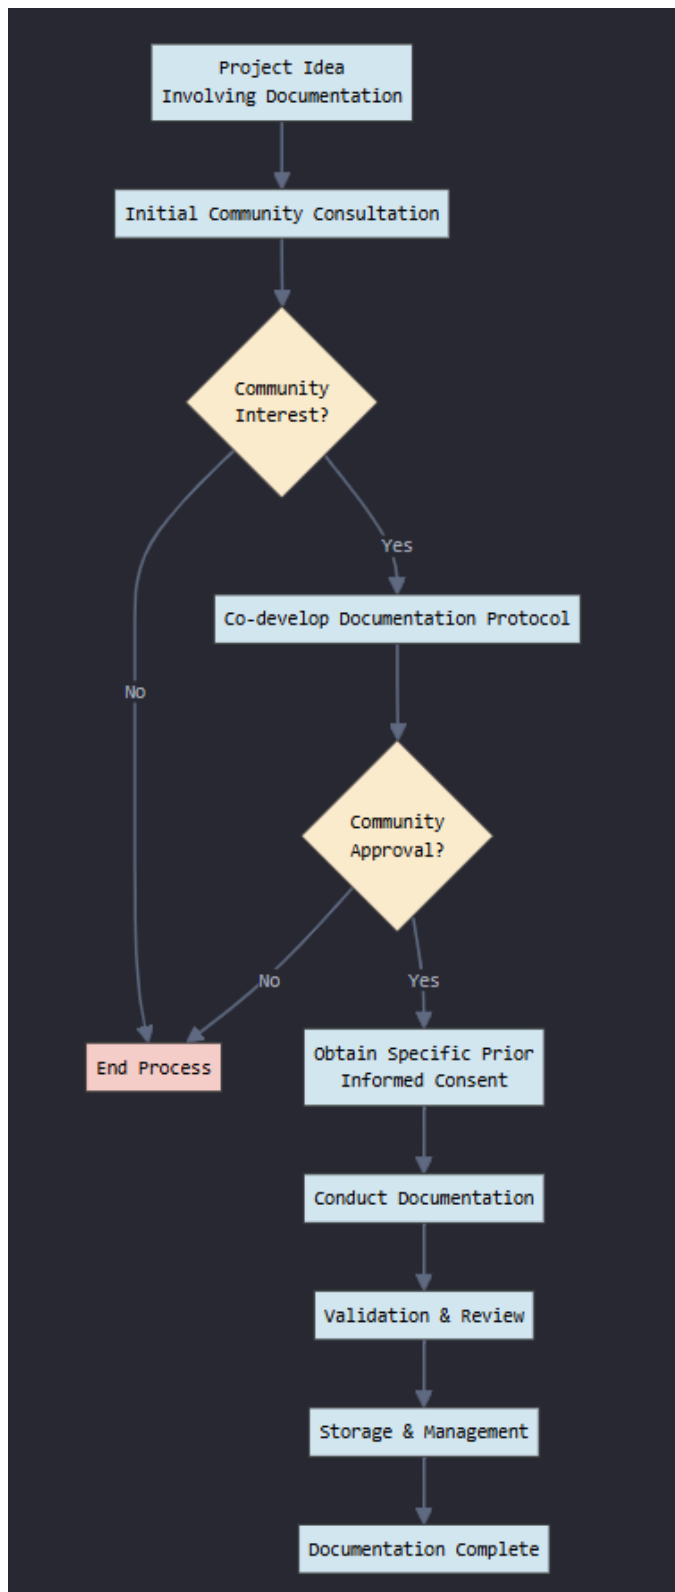 Project Idea
Involving Documentation
Initial Community Consultation
Community
Interest?
Yes
Co-develop Documentation Protocol
No
Community
Approval?
No
Yes
Obtain Specific Prior
Informed Consent
End Process
Conduct Documentation
Validation & Review
Storage & Management
Documentation Complete